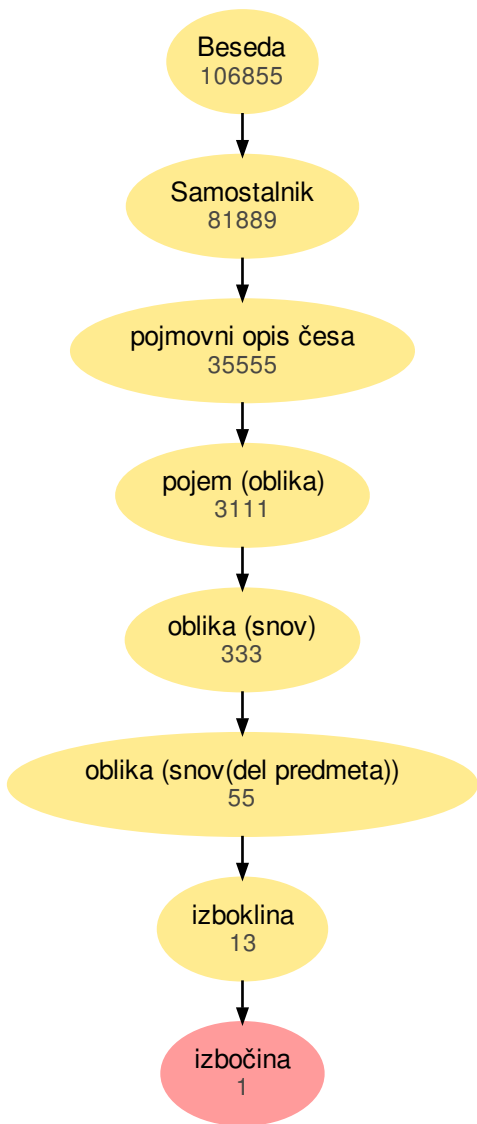 Beseda
106855
Samostalnik
81889
pojmovni opis česa
35555
pojem (oblika)
3111
oblika (snov)
333
oblika (snov(del predmeta))
55
izboklina
13
izbočina
1